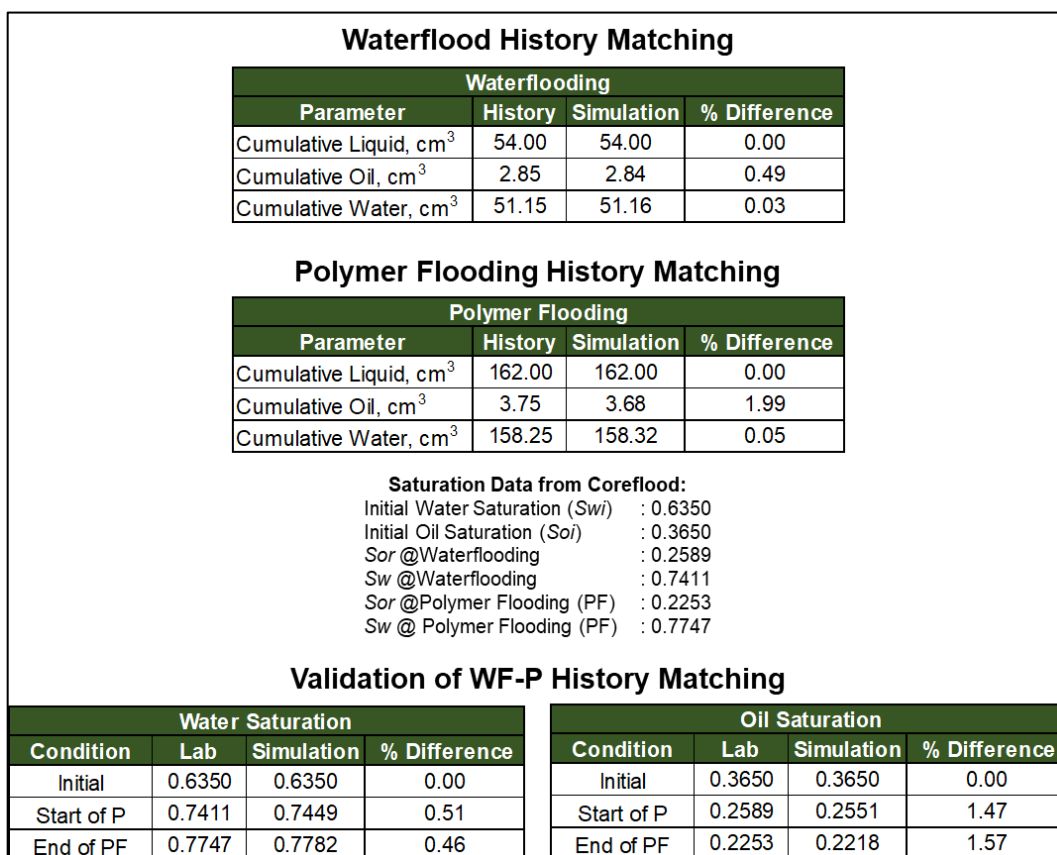 Waterflood History Matching
Waterflooding
Parameter History Simulation % Difference
Cumulative Liquid, cm³ 54.00 54.00 0.00
Cumulative Oil, cm³ 2.85 2.84 0.49
Cumulative Water, cm³ 51.15 51.16 0.03
Polymer Flooding History Matching
Polymer Flooding
Parameter History Simulation % Difference
Cumulative Liquid, cm³ 162.00 162.00 0.00
Cumulative Oil, cm³ 3.75 3.68 1.99
Cumulative Water, cm³ 158.25 158.32 0.05
Saturation Data from Coreflood:
Initial Water Saturation (Swi) : 0.6350
Initial Oil Saturation (Soi) : 0.3650
Sor @Waterflooding : 0.2589
Sw @Waterflooding : 0.7411
Sor @Polymer Flooding (PF) : 0.2253
Sw @ Polymer Flooding (PF) : 0.7747
Validation of WF-P History Matching
Water Saturation
Condition Lab Simulation % Difference
Initial 0.6350 0.6350 0.00
Start of P 0.7411 0.7449 0.51
End of PF 0.7747 0.7782 0.46
Oil Saturation
Condition Lab Simulation % Difference
Initial 0.3650 0.3650 0.00
Start of P 0.2589 0.2551 1.47
End of PF 0.2253 0.2218 1.57